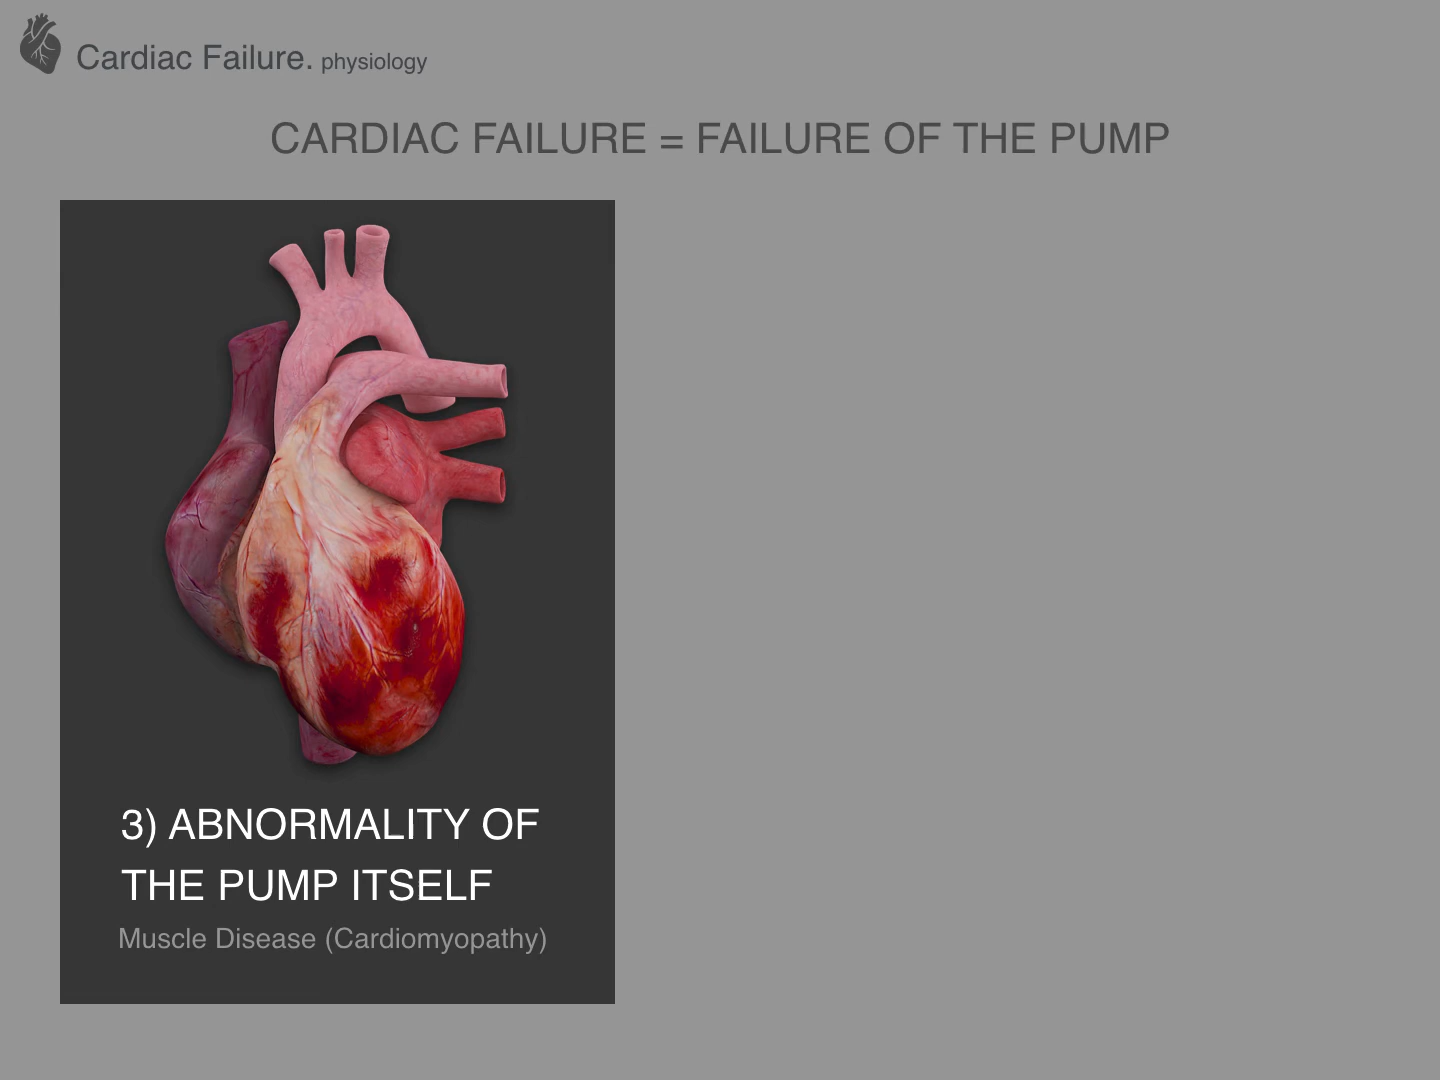 Cardiac Failure. physiology
CARDIAC FAILURE = FAILURE OF THE PUMP
3) ABNORMALITY OF
THE PUMP ITSELF
Muscle Disease (Cardiomyopathy)